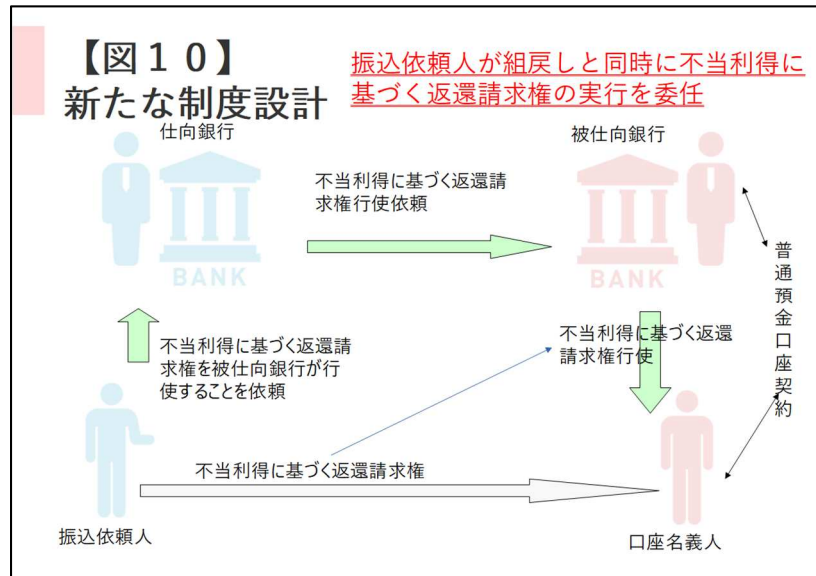 【図１０】
新たな制度設計
振込依頼人が組戻しと同時に不当利得に
基づく返還請求権の実行を委任
仕向銀行
被仕向銀行
不当利得に基づく返還請
求権行使依頼
BANK
BANK
普通預金口座契約
不当利得に基づく返還請
求権を被仕向銀行が行
使することを依頼
不当利得に基づく返還
請求権行使
不当利得に基づく返還請求権
振込依頼人
口座名義人